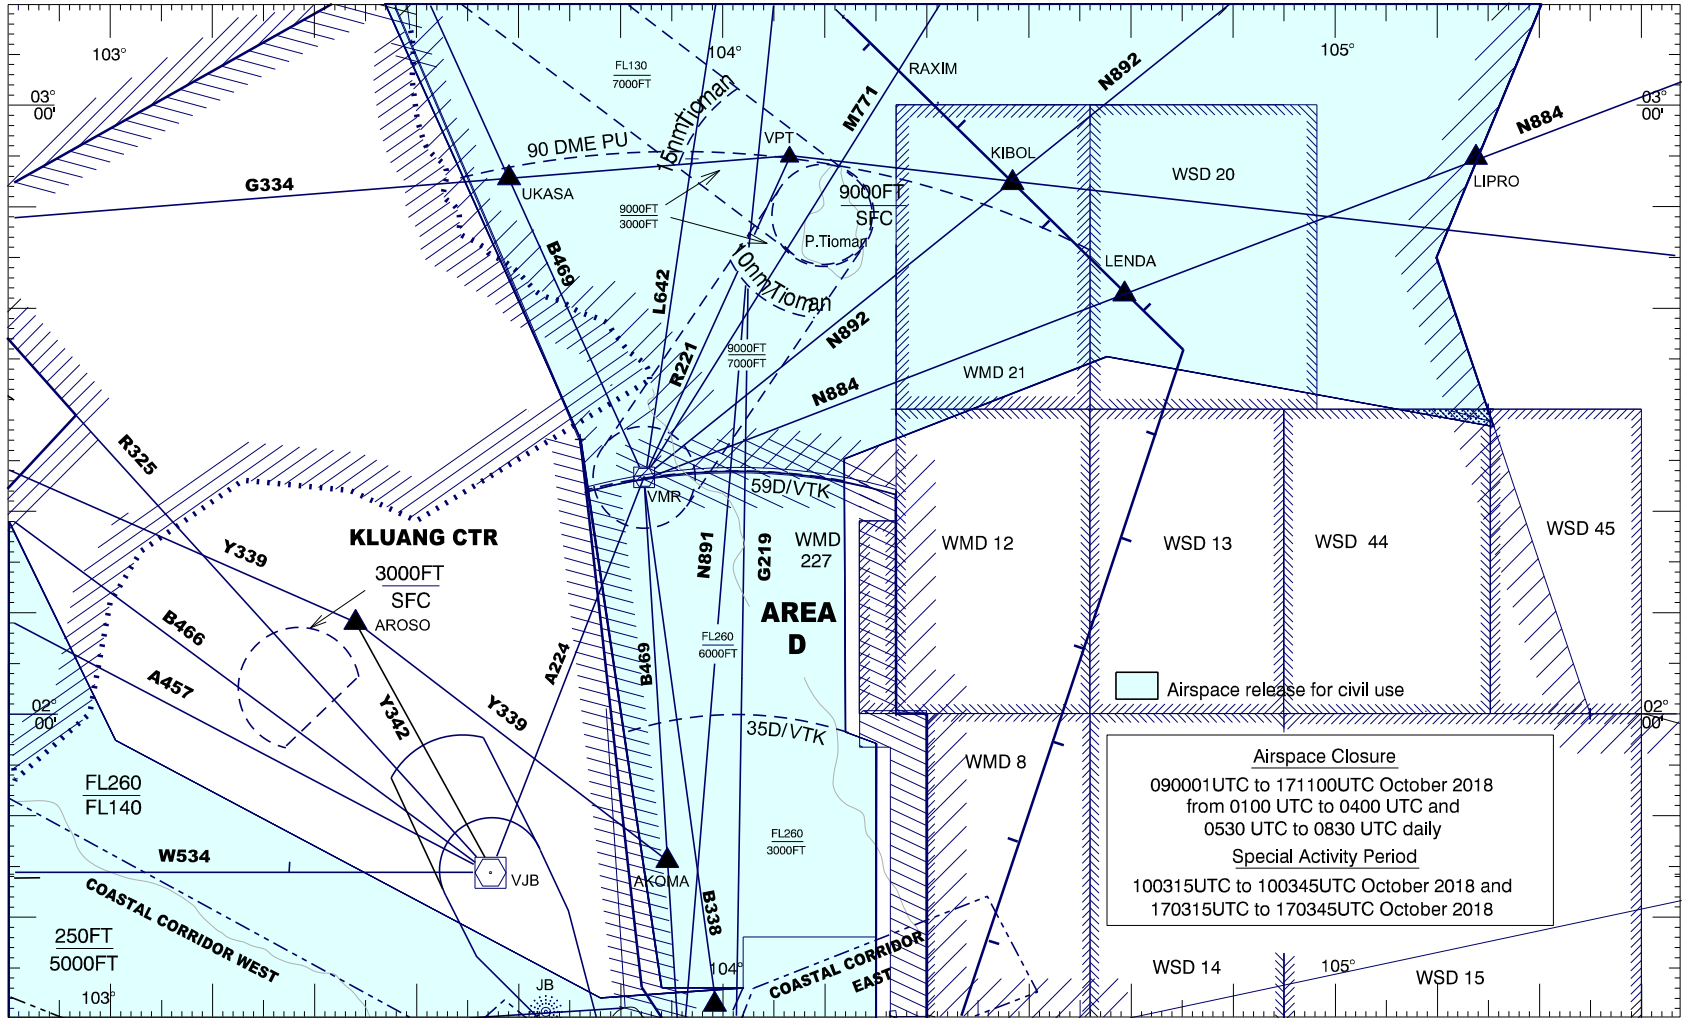 103°
104°
105°
FL130
7000FT
RAXIM
N892
03°
00'
03°
00'
15nmTioman
M771
N884
90 DME PU
VPT
KIBOL
WSD 20
LIPRO
G334
UKASA
9000FT
SFC
9000FT
3000FT
P.Tioman
B469
L642
10nmTioman
LENDA
N892
R221
9000FT
7000FT
N884
WMD 21
R325
VMR
59D/VTK
KLUANG CTR
Y339
N891
G219
WMD
227
WMD 12
WSD 13
WSD 44
WSD 45
3000FT
SFC
AROSO
B466
AREA
D
FL260
6000FT
A224
B469
A457
Airspace release for civil use
02°
00'
02°
00'
Y342
Y339
35D/VTK
WMD 8
Airspace Closure
090001UTC to 171100UTC October 2018
from 0100 UTC to 0400 UTC and
0530 UTC to 0830 UTC daily
Special Activity Period
100315UTC to 100345UTC October 2018 and
170315UTC to 170345UTC October 2018
FL260
FL140
FL260
3000FT
W534
VJB
AKOMA
COASTAL CORRIDOR WEST
B338
250FT
5000FT
COASTAL CORRIDOR
EAST
WSD 14
WSD 15
103°
JB
104°
105°